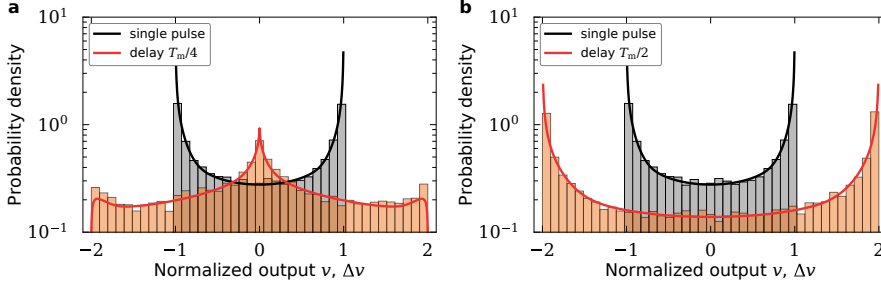 a
single pulse
delay T_m/4
Probability density
10^1
10^0
10^−1
−2 −1 0 1 2
Normalized output v, Δv
b
single pulse
delay T_m/2
Probability density
10^1
10^0
10^−1
−2 −1 0 1 2
Normalized output v, Δv